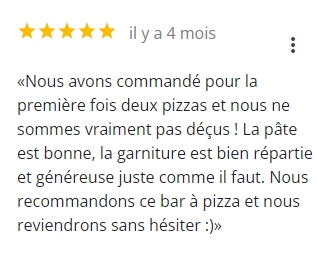 il y a 4 mois
«Nous avons commandé pour la
première fois deux pizzas et nous ne
sommes vraiment pas déçus ! La pâte
est bonne, la garniture est bien répartie
et généreuse juste comme il faut. Nous
recommandons ce bar à pizza et nous
reviendrons sans hésiter :)»